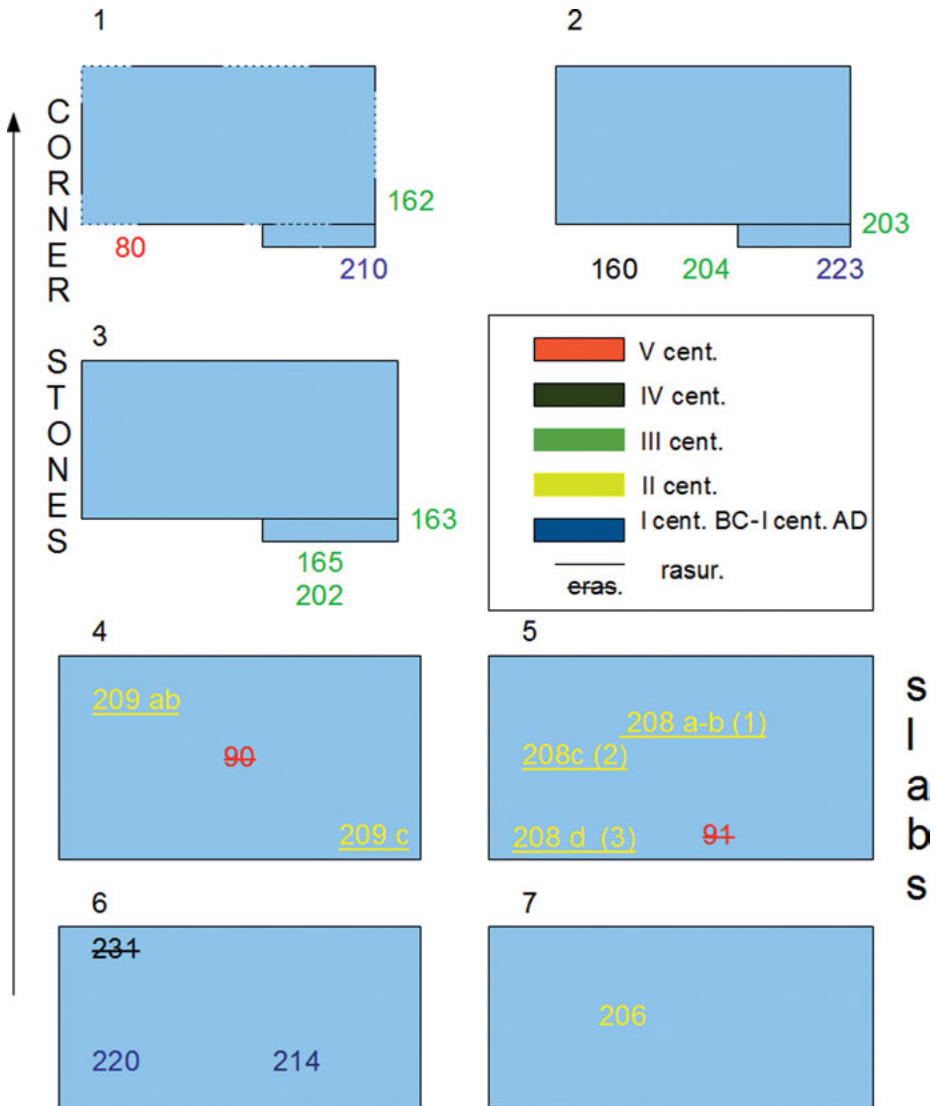 1
2
CORNER STONES
162
80
210
203
160 204 223
3
163
165
202
V cent.
IV cent.
III cent.
II cent.
I cent. BC-I cent. AD
eras. rasur.
4
209 ab
90
209 c
5
208 a-b (1)
208c (2)
208 d (3) 91
slabs
6
231
220 214
7
206